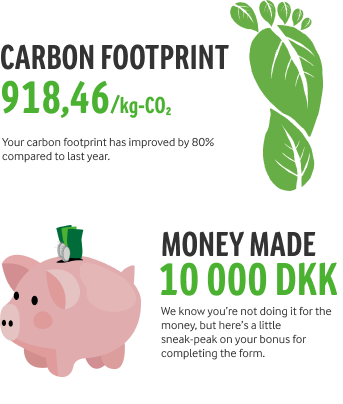 CARBON FOOTPRINT
918,46/kg-CO₂
Your carbon footprint has improved by 80%
compared to last year.
MONEY MADE
10 000 DKK
We know you're not doing it for the
money, but here's a little
sneak-peak on your bonus for
completing the form.